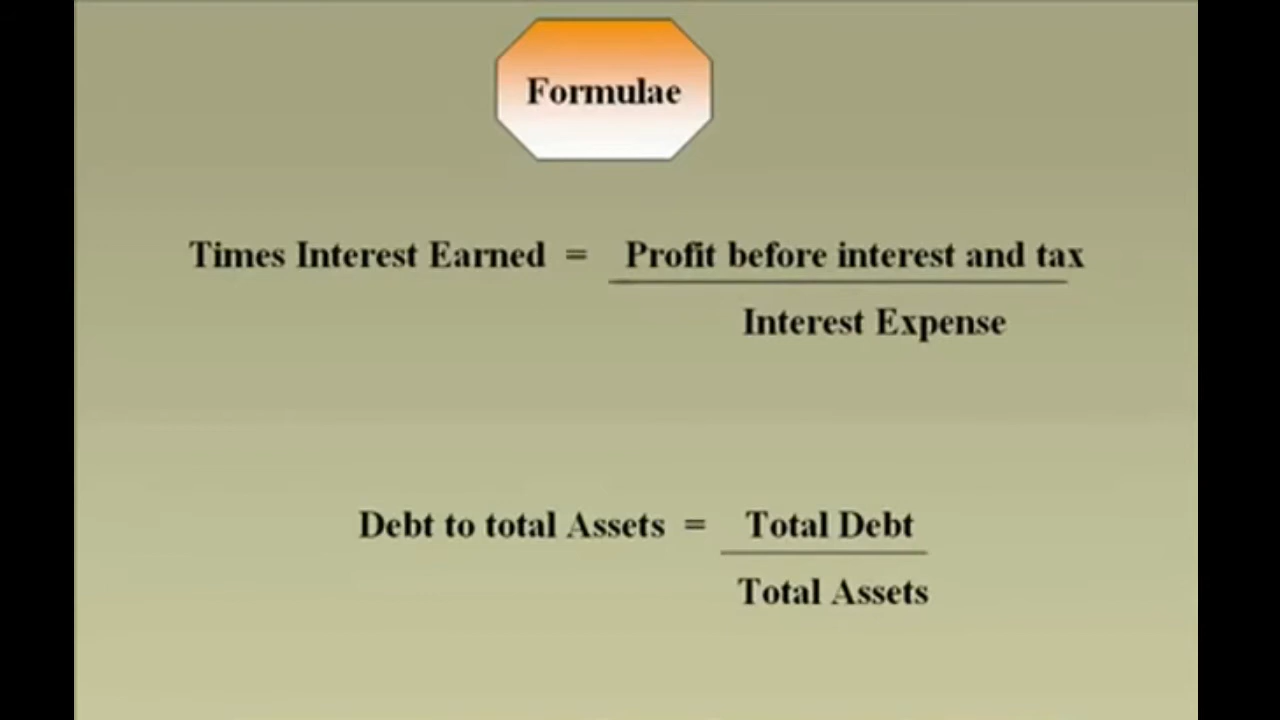 Formulae
Times Interest Earned = Profit before interest and tax
Interest Expense
Debt to total Assets = Total Debt
Total Assets